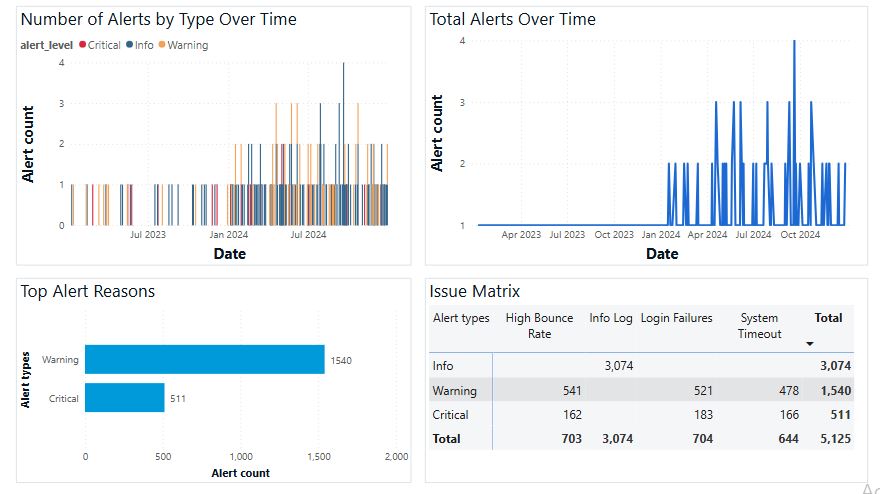 Number of Alerts by Type Over Time
alert_level Critical Info Warning
4
3
2
1
0
Alert count
Jul 2023 Jan 2024 Jul 2024
Date
Total Alerts Over Time
4
3
2
1
Alert count
Apr 2023 Jul 2023 Oct 2023 Jan 2024 Apr 2024 Jul 2024 Oct 2024
Date
Top Alert Reasons
Alert types
Warning 1540
Critical 511
0 500 1,000 1,500 2,000
Alert count
Issue Matrix
Alert types High Bounce Info Log Login Failures System Total
Rate Timeout
Info 3,074 3,074
Warning 541 521 478 1,540
Critical 162 183 166 511
Total 703 3,074 704 644 5,125